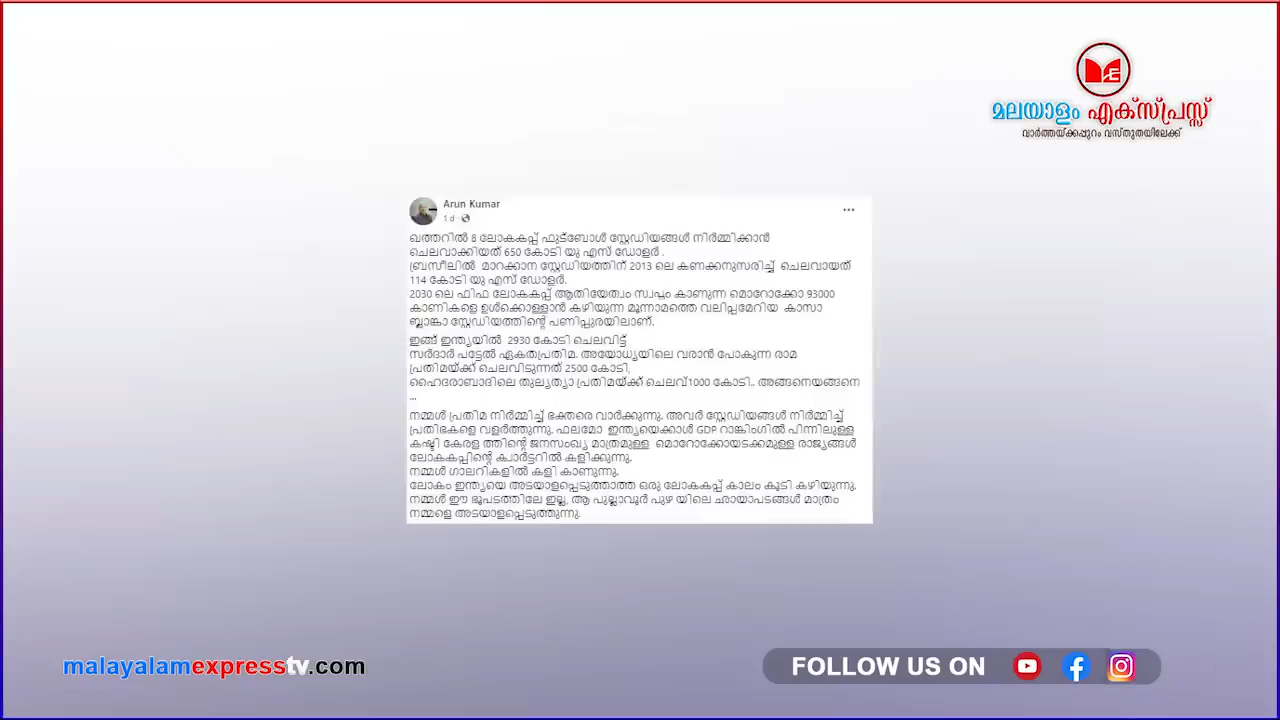 മലയാളം എക്സ്പ്രസ്സ്
വാർത്തയ്ക്കപ്പുറം വസ്തുതയിലേക്ക്
Arun Kumar
1 d
ഖത്തറിൽ 8 ലോകകപ്പ് ഫുട്ബോൾ സ്റ്റേഡിയങ്ങൾ നിർമ്മിക്കാൻ
ചെലവാക്കിയത് 650 കോടി യു എസ് ഡോളർ .
ബ്രസീലിൽ മാറക്കാന സ്റ്റേഡിയത്തിന് 2013 ലെ കണക്കനുസരിച്ച് ചെലവായത്
114 കോടി യു എസ് ഡോളർ.
2030 ലെ ഫിഫ ലോകകപ്പ് ആതിയേത്വം സ്വപ്നം കാണുന്ന മൊറോക്കോ 93000
കാണികളെ ഉൾക്കൊള്ളാൻ കഴിയുന്ന മൂന്നാമത്തെ വലിപ്പമേറിയ കാസാ
ബ്ലാങ്കാ സ്റ്റേഡിയത്തിന്റെ പണിപ്പുരയിലാണ്.
ഇങ്ങ് ഇന്ത്യയിൽ 2930 കോടി ചെലവിട്ട്
സർദാർ പട്ടേൽ ഏകതപ്രതിമ. അയോധ്യയിലെ വരാൻ പോകുന്ന രാമ
പ്രതിമയ്ക്ക് ചെലവിടുന്നത് 2500 കോടി,
ഹൈദരാബാദിലെ തുല്യത്യാ പ്രതിമയ്ക്ക് ചെലവ്1000 കോടി.. അങ്ങനെയങ്ങനെ
...
നമ്മൾ പ്രതിമ നിർമ്മിച്ച് ഭക്തരെ വാർക്കുന്നു. അവർ സ്റ്റേഡിയങ്ങൾ നിർമ്മിച്ച്
പ്രതിഭകളെ വളർത്തുന്നു. ഫലമോ ഇന്ത്യയെക്കാൾ GDP റാങ്കിംഗിൽ പിന്നിലുള്ള
കഷ്ടി കേരള ത്തിന്റെ ജനസംഖ്യ മാത്രമുള്ള മൊറോക്കോയടക്കമുള്ള രാജ്യങ്ങൾ
ലോകകപ്പിന്റെ ക്വാർട്ടറിൽ കളിക്കുന്നു.
നമ്മൾ ഗാലറികളിൽ കളി കാണുന്നു.
ലോകം ഇന്ത്യയെ അടയാളപ്പെടുത്താത്ത ഒരു ലോകകപ്പ് കാലം കൂടി കഴിയുന്നു.
നമ്മൾ ഈ ഭൂപടത്തിലേ ഇല്ല, ആ പുല്ലാവൂർ പുഴ യിലെ ഛായാപടങ്ങൾ മാത്രം
നമ്മളെ അടയാളപ്പെടുത്തുന്നു.
malayalamexpresstv.com
FOLLOW US ON